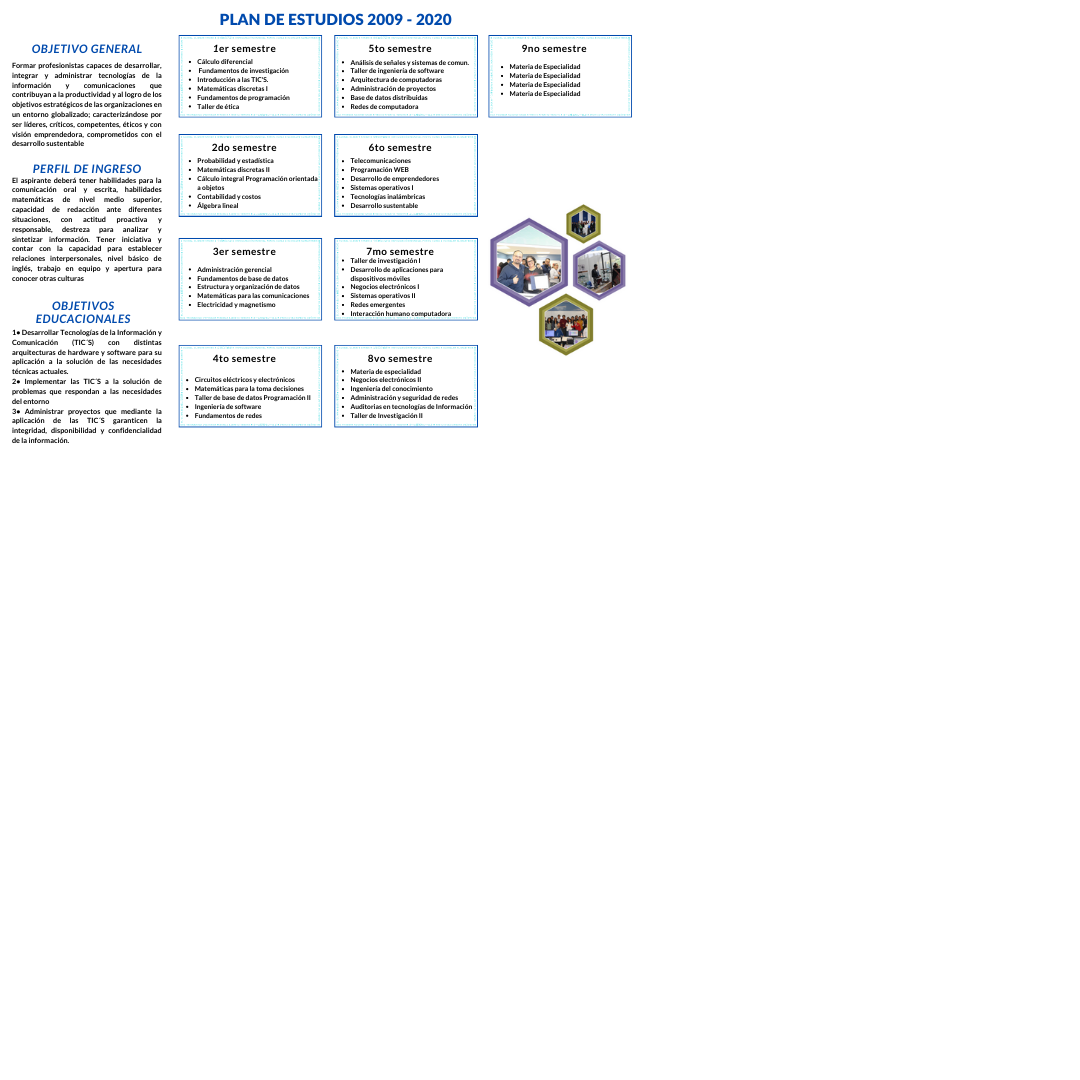 PLAN DE ESTUDIOS 2009 - 2020
OBJETIVO GENERAL
Formar profesionistas capaces de desarrollar,
integrar y administrar tecnologías de la
información y comunicaciones que
contribuyan a la productividad y al logro de los
objetivos estratégicos de las organizaciones en
un entorno globalizado; caracterizándose por
ser líderes, críticos, competentes, éticos y con
visión emprendedora, comprometidos con el
desarrollo sustentable
PERFIL DE INGRESO
El aspirante deberá tener habilidades para la
comunicación oral y escrita, habilidades
matemáticas de nivel medio superior,
capacidad de redacción ante diferentes
situaciones, con actitud proactiva y
responsable, destreza para analizar y
sintetizar información. Tener iniciativa y
contar con la capacidad para establecer
relaciones interpersonales, nivel básico de
inglés, trabajo en equipo y apertura para
conocer otras culturas
OBJETIVOS
EDUCACIONALES
1• Desarrollar Tecnologías de la Información y
Comunicación (TIC´S) con distintas
arquitecturas de hardware y software para su
aplicación a la solución de las necesidades
técnicas actuales.
2• Implementar las TIC´S a la solución de
problemas que respondan a las necesidades
del entorno
3• Administrar proyectos que mediante la
aplicación de las TIC´S garanticen la
integridad, disponibilidad y confidencialidad
de la información.
1er semestre
• Cálculo diferencial
• Fundamentos de investigación
• Introducción a las TIC'S.
• Matemáticas discretas I
• Fundamentos de programación
• Taller de ética
2do semestre
• Probabilidad y estadística
• Matemáticas discretas II
• Cálculo integral Programación orientada
a objetos
• Contabilidad y costos
• Álgebra lineal
3er semestre
• Administración gerencial
• Fundamentos de base de datos
• Estructura y organización de datos
• Matemáticas para las comunicaciones
• Electricidad y magnetismo
4to semestre
• Circuitos eléctricos y electrónicos
• Matemáticas para la toma decisiones
• Taller de base de datos Programación II
• Ingeniería de software
• Fundamentos de redes
5to semestre
• Análisis de señales y sistemas de comun.
• Taller de ingeniería de software
• Arquitectura de computadoras
• Administración de proyectos
• Base de datos distribuidas
• Redes de computadora
6to semestre
• Telecomunicaciones
• Programación WEB
• Desarrollo de emprendedores
• Sistemas operativos I
• Tecnologías inalámbricas
• Desarrollo sustentable
7mo semestre
• Taller de investigación I
• Desarrollo de aplicaciones para
dispositivos móviles
• Negocios electrónicos I
• Sistemas operativos II
• Redes emergentes
• Interacción humano computadora
8vo semestre
• Materia de especialidad
• Negocios electrónicos II
• Ingeniería del conocimiento
• Administración y seguridad de redes
• Auditorias en tecnologías de Información
• Taller de Investigación II
9no semestre
• Materia de Especialidad
• Materia de Especialidad
• Materia de Especialidad
• Materia de Especialidad